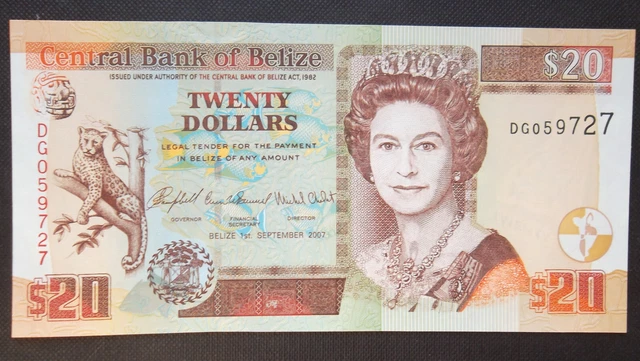 Central Bank of Belize
ISSUED UNDER AUTHORITY OF THE CENTRAL BANK OF BELIZE ACT, 1982
$20
TWENTY
DOLLARS
DG059727
LEGAL TENDER FOR THE PAYMENT
IN BELIZE OF ANY AMOUNT
DG059727
GOVERNOR FINANCIAL SECRETARY DIRECTOR
BELIZE 1st. SEPTEMBER 2007
$20
$20